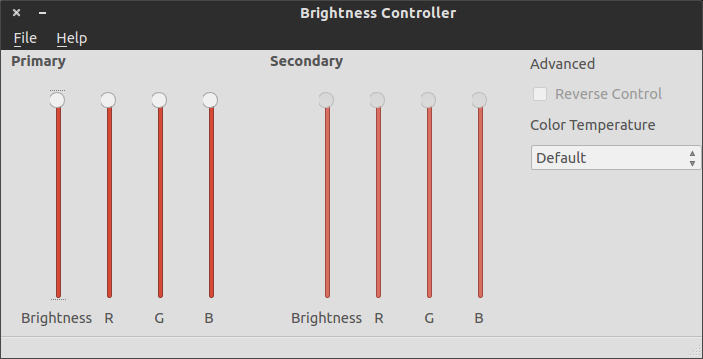 Brightness Controller
File Help
Primary
Brightness R G B
Secondary
Brightness R G B
Advanced
Reverse Control
Color Temperature
Default